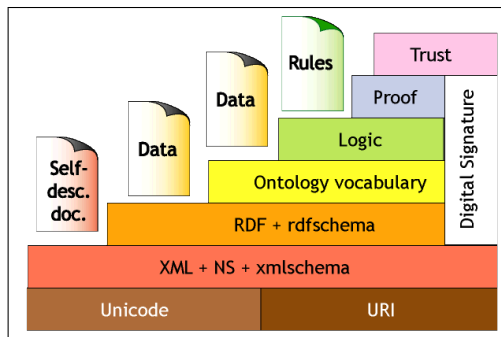 Trust
Rules
Proof
Data
Logic
Digital Signature
Data
Ontology vocabulary
Self-
desc.
doc.
RDF + rdfschema
XML + NS + xmlschema
Unicode
URI